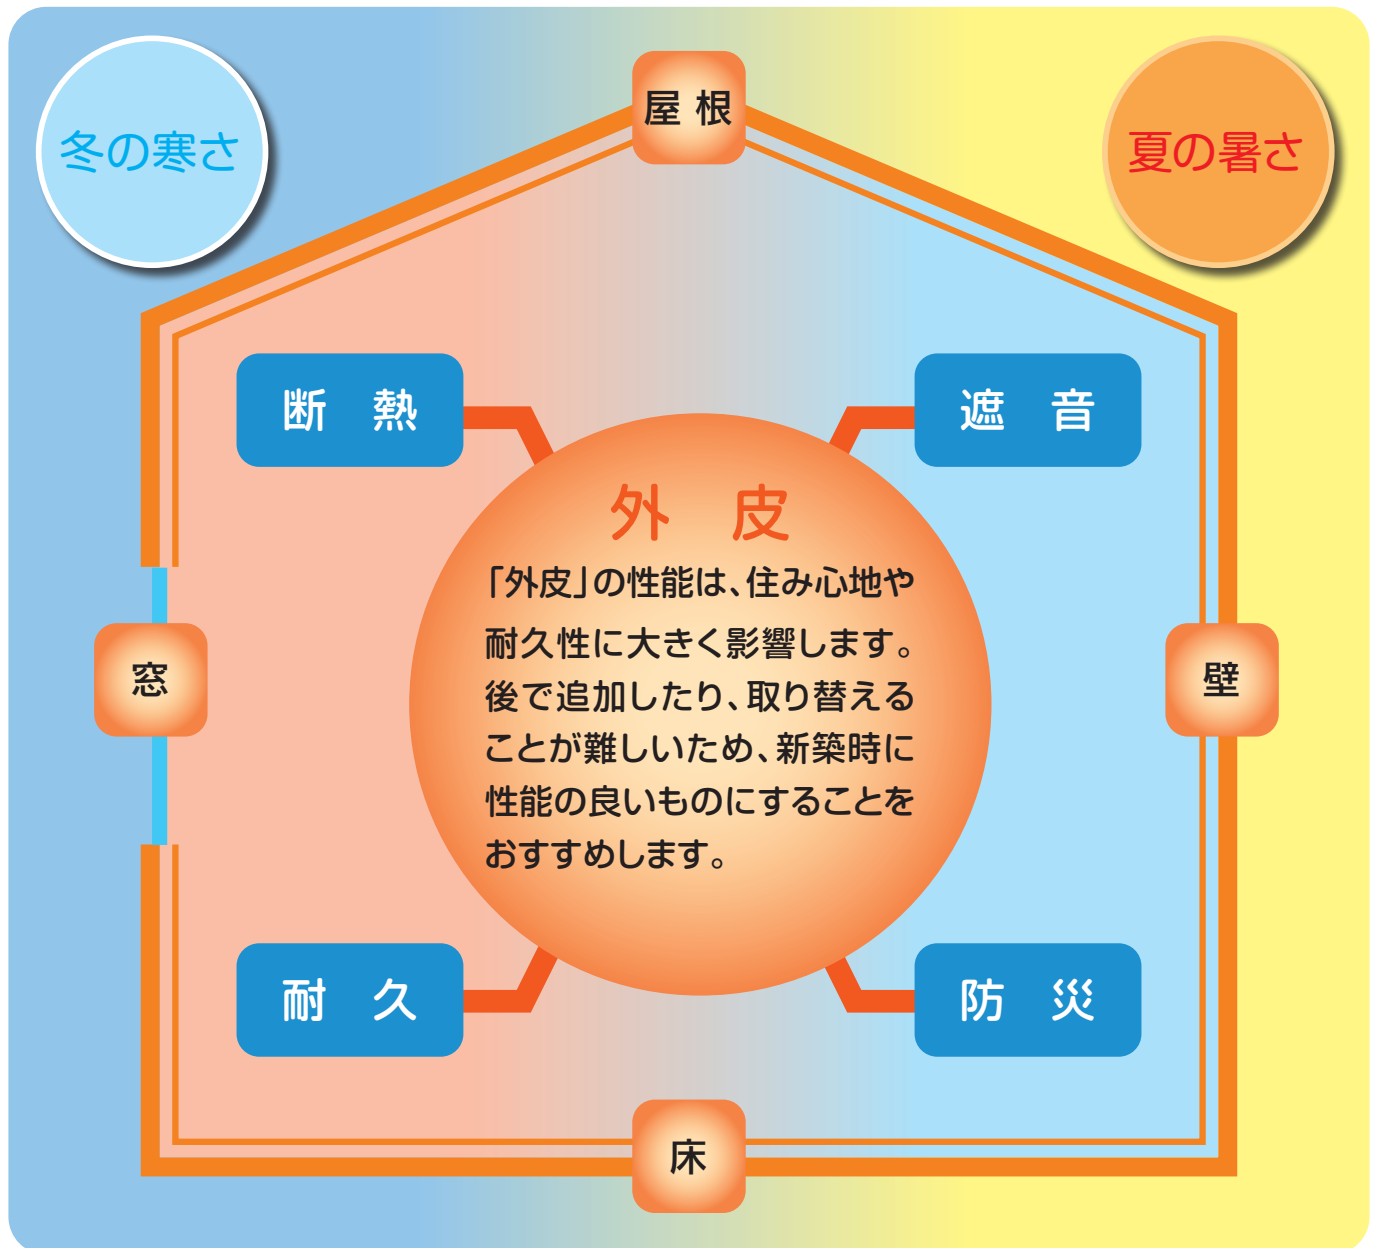 屋根
冬の寒さ
夏の暑さ
断 熱
遮 音
外 皮
「外皮」の性能は、住み心地や
耐久性に大きく影響します。
後で追加したり、取り替える
ことが難しいため、新築時に
性能の良いものにすることを
おすすめします。
窓
壁
耐 久
防 災
床